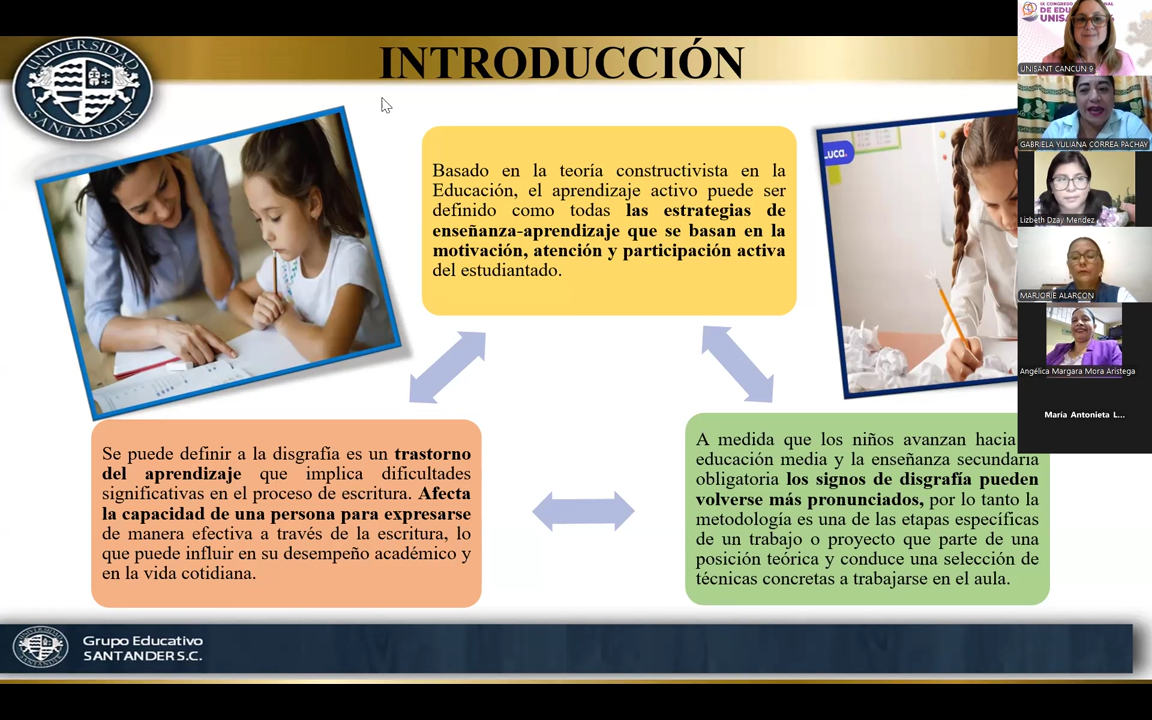 INTRODUCCIÓN
UNIVERSIDAD
SANTANDER
Basado en la teoría constructivista en la
Educación, el aprendizaje activo puede ser
definido como todas las estrategias de
enseñanza-aprendizaje que se basan en la
motivación, atención y participación activa
del estudiantado.
Luca.
Se puede definir a la disgrafía es un trastorno
del aprendizaje que implica dificultades
significativas en el proceso de escritura. Afecta
la capacidad de una persona para expresarse
de manera efectiva a través de la escritura, lo
que puede influir en su desempeño académico y
en la vida cotidiana.
A medida que los niños avanzan hacia
educación media y la enseñanza secundaria
obligatoria los signos de disgrafía pueden
volverse más pronunciados, por lo tanto la
metodología es una de las etapas específicas
de un trabajo o proyecto que parte de una
posición teórica y conduce una selección de
técnicas concretas a trabajarse en el aula.
Grupo Educativo
SANTANDER S.C.
IX CONGRESO
DE EDU
UNIS
UNISANT CANCUN 9
GABRIELA YULIANA CORREA PACHAY
Lizbeth Dzay Mendez
MARJORIE ALARCON
Angélica Margara Mora Aristega
María Antonieta L...